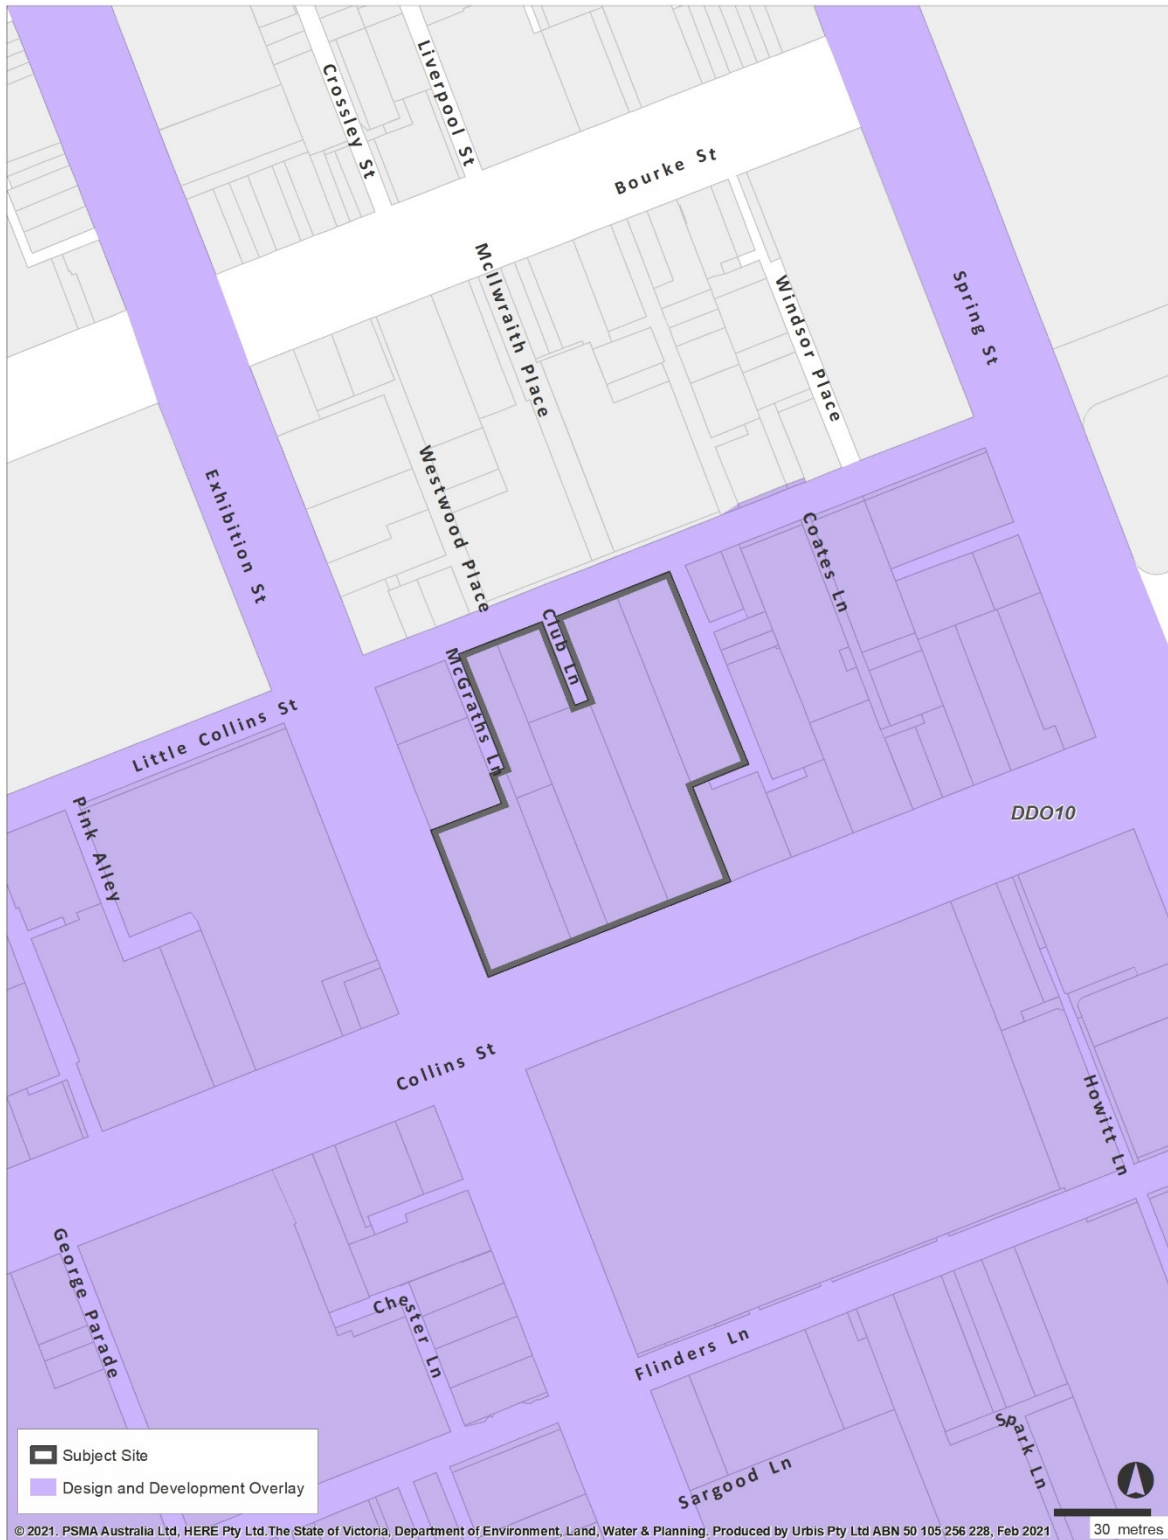 Crossley St
Liverpool St
Bourke St
McIlwraith Place
Windsor Place
Spring St
Exhibition St
Westwood Place
Coates Ln
Club Ln
McGraths Ln
Little Collins St
Pink Alley
DDO10
Collins St
Howitt Ln
George Parade
Chester Ln
Flinders Ln
Spark Ln
Sargood Ln
Subject Site
Design and Development Overlay
30 metres
© 2021. PSMA Australia Ltd, HERE Pty Ltd.The State of Victoria, Department of Environment, Land, Water & Planning. Produced by Urbis Pty Ltd ABN 50 105 256 228, Feb 2021